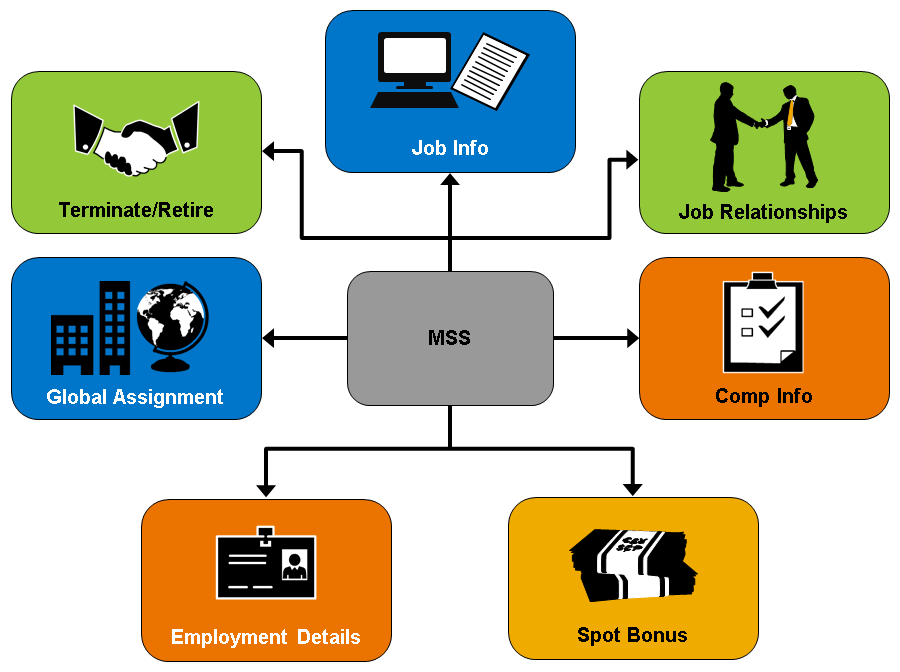 Job Info
Terminate/Retire
Job Relationships
MSS
Global Assignment
Comp Info
Employment Details
Spot Bonus